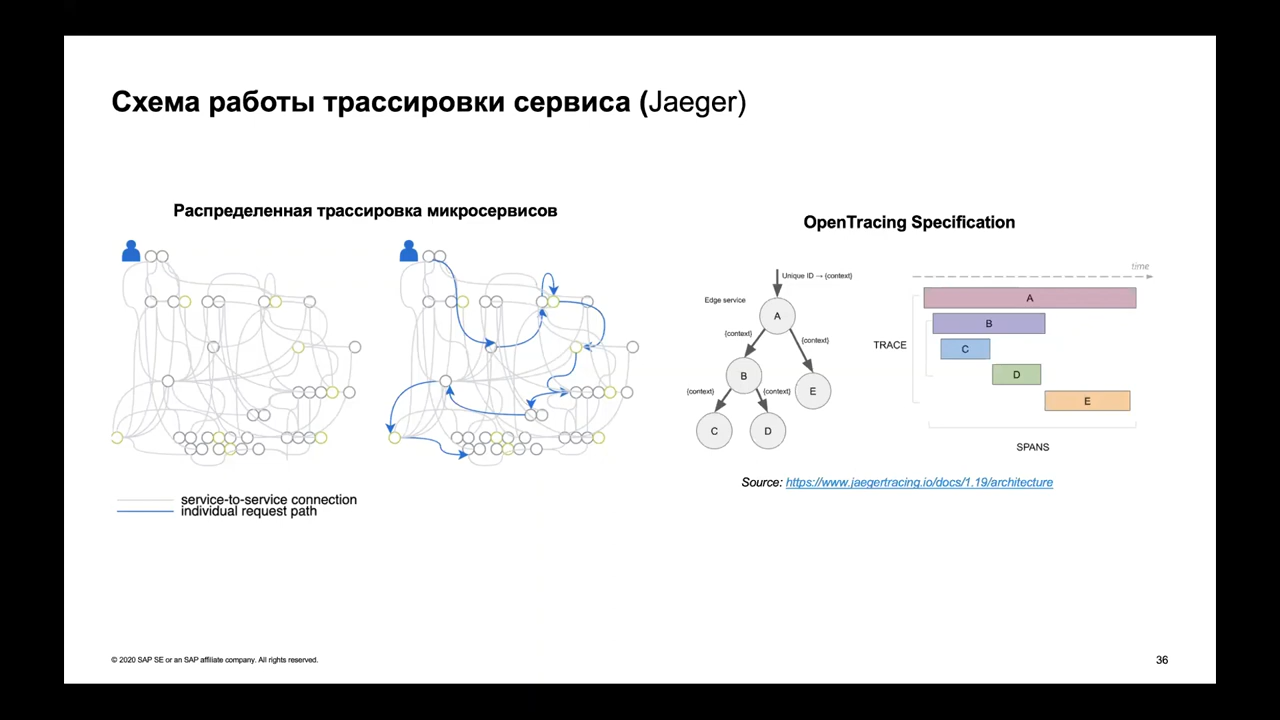 Схема работы трассировки сервиса (Jaeger)
Распределенная трассировка микросервисов
service-to-service connection
individual request path
OpenTracing Specification
Unique ID → {context}
Edge service
A
{context}
{context}
B
E
{context}
{context}
C
D
time
A
B
TRACE
C
D
E
SPANS
Source: https://www.jaegertracing.io/docs/1.19/architecture
© 2020 SAP SE or an SAP affiliate company. All rights reserved.
36